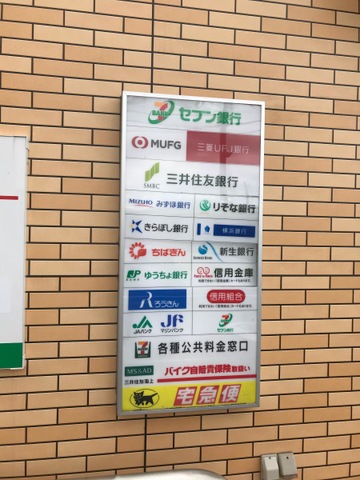 7 BANK セブン銀行
MUFG 三菱UFJ銀行
SMBC 三井住友銀行
MIZUHO みずほ銀行 りそな銀行
きらぼし銀行 横浜銀行
ちばぎん 新生銀行
JP ゆうちょ銀行 信用金庫
ろうきん 信用組合
JA JF セブン銀行
JAバンク マリンバンク
各種公共料金窓口
MS&AD バイク自賠責保険取扱い
三井住友海上
宅急便